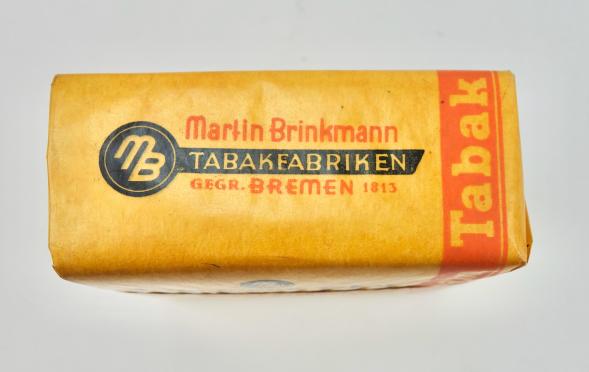 MB
Martin Brinkmann
TABAKFABRIKEN
GEGR. BREMEN 1813
Tabak